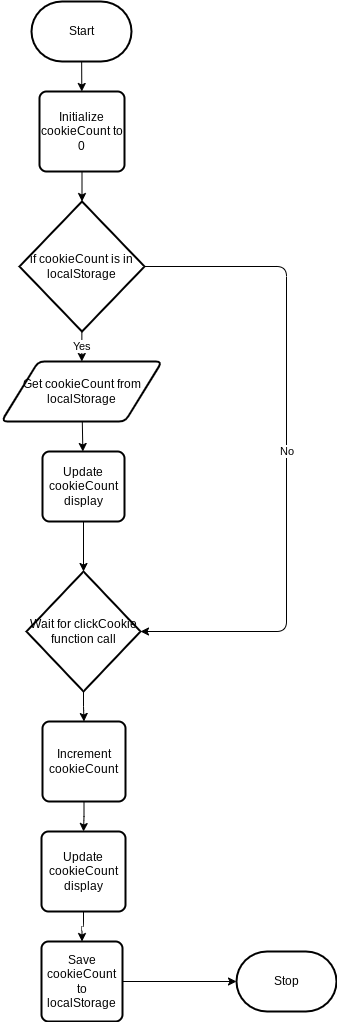 Start
Initialize
cookieCount to
0
If cookieCount is in
localStorage
Yes
Get cookieCount from
localStorage
No
Update
cookieCount
display
Wait for clickCookie
function call
Increment
cookieCount
Update
cookieCount
display
Save
cookieCount
to
localStorage
Stop